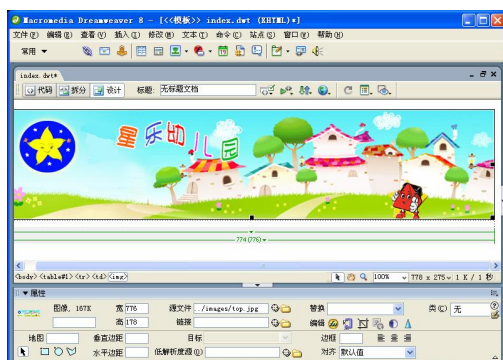 Macromedia Dreamweaver 8 - [<<模板>> index.dwt (XHTML)*]
文件(F) 编辑(E) 查看(V) 插入(I) 修改(M) 文本(T) 命令(C) 站点(S) 窗口(W) 帮助(H)
常用
index.dwt*
代码 拆分 设计 标题: 无标题文档
星乐幼儿园
774(776)
<body><table#1><tr><td><img> 100% 778 x 275 1 K / 1 秒
属性
图像, 167K 宽 776 源文件 ../images/top.jpg 替换 类(C) 无
高 178 链接 编辑
地图 垂直边距 目标 边框
水平边距 低解析度源(O) 对齐 默认值